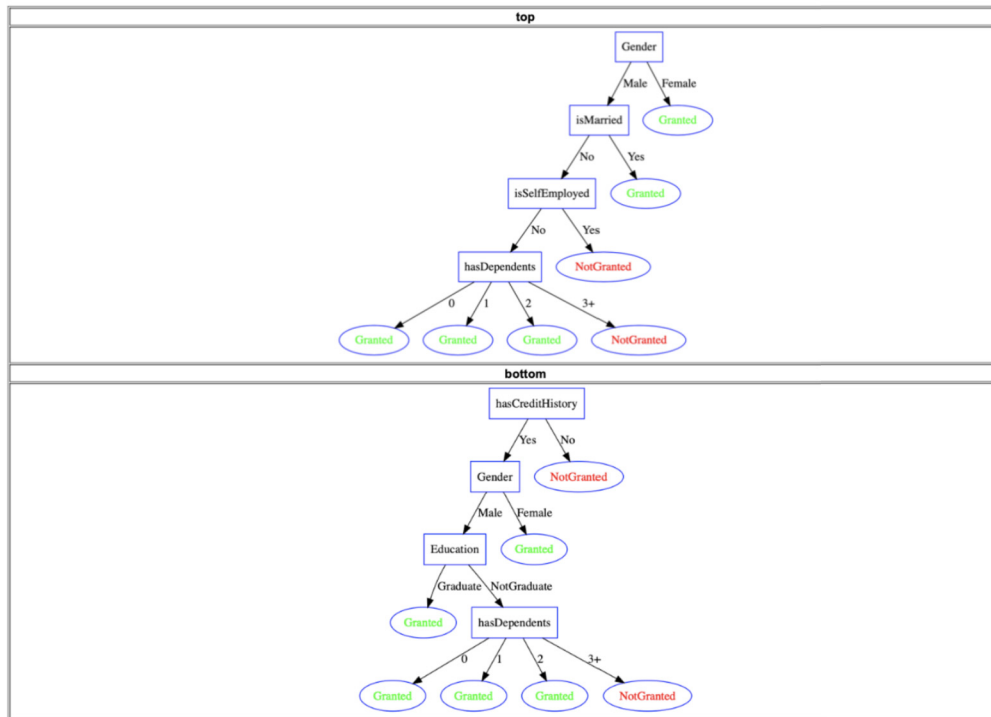 top
Gender
Male Female
isMarried Granted
No Yes
isSelfEmployed Granted
No Yes
hasDependents NotGranted
0 1 2 3+
Granted Granted Granted NotGranted
bottom
hasCreditHistory
Yes No
Gender NotGranted
Male Female
Education Granted
Graduate NotGraduate
Granted hasDependents
0 1 2 3+
Granted Granted Granted NotGranted